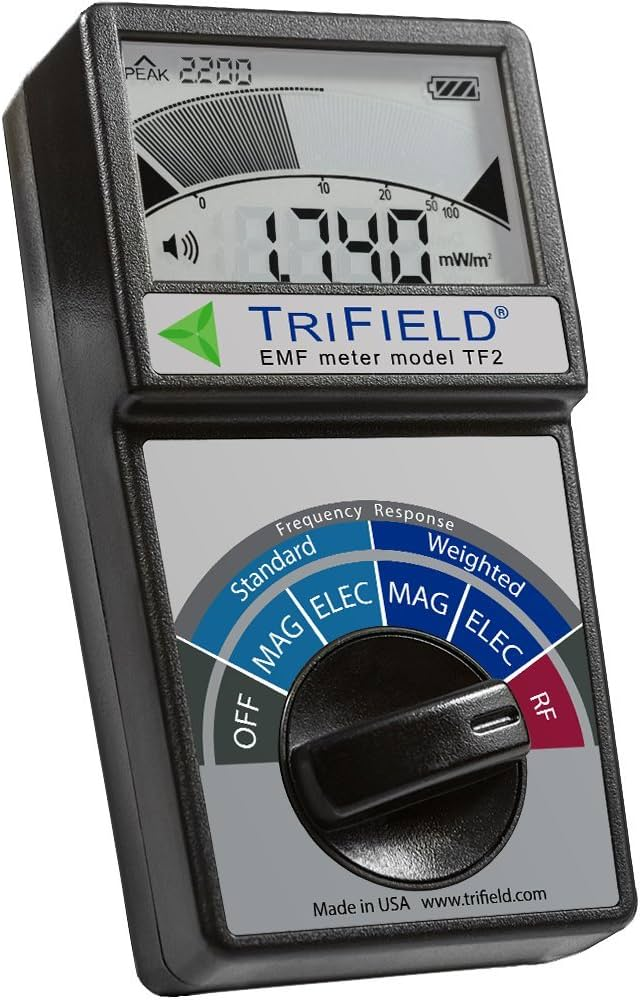 PEAK 2200
0 10 20 50 100
1.740 mW/m²
TRIFIELD®
EMF meter model TF2
Frequency Response
Standard Weighted
OFF MAG ELEC MAG ELEC RF
Made in USA www.trifield.com